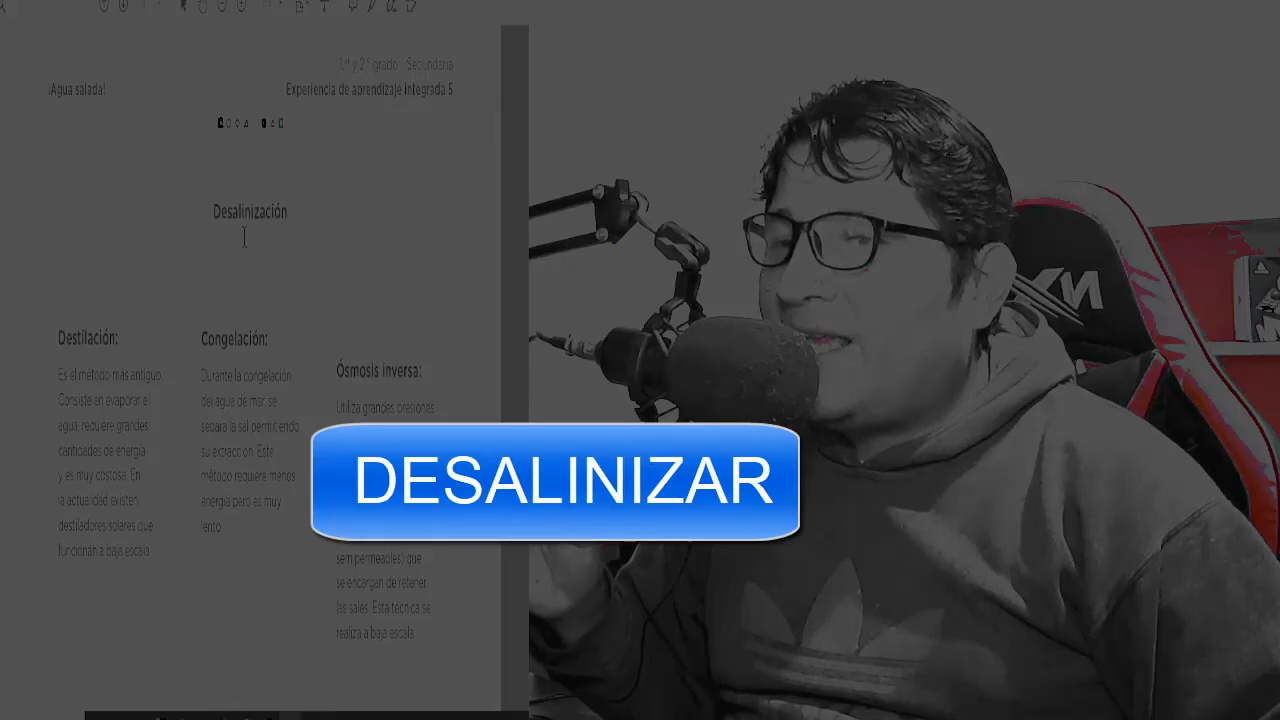 1.º y 2.º grado - Secundaria
¡Agua salada!
Experiencia de aprendizaje integrada 5
Desalinización
Destilación:
Es el método más antiguo
Consiste en evaporar el
agua, requiere grandes
cantidades de energía
y es muy costosa. En
la actualidad existen
destiladores solares que
funcionan a baja escala
Congelación:
Durante la congelación
del agua de mar, se
separa la sal permitiendo
su extracción. Este
método requiere menos
energía pero es muy
lento.
Ósmosis inversa:
Utiliza grandes presiones
semipermeables) que
se encargan de retener
las sales. Esta técnica se
realiza a baja escala.
DESALINIZAR